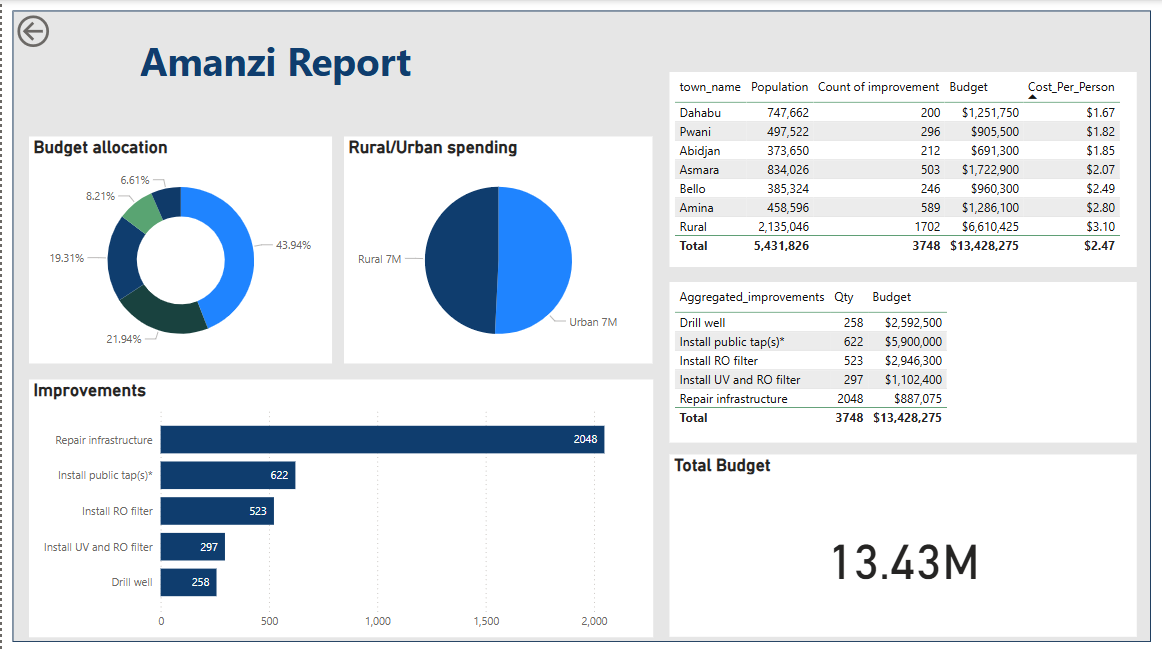 Amanzi Report
Budget allocation
6.61%
8.21%
43.94%
19.31%
21.94%
Rural/Urban spending
Rural 7M
Urban 7M
Improvements
Repair infrastructure 2048
Install public tap(s)* 622
Install RO filter 523
Install UV and RO filter 297
Drill well 258
0 500 1,000 1,500 2,000
town_name Population Count of improvement Budget Cost_Per_Person
Dahabu 747,662 200 $1,251,750 $1.67
Pwani 497,522 296 $905,500 $1.82
Abidjan 373,650 212 $691,300 $1.85
Asmara 834,026 503 $1,722,900 $2.07
Bello 385,324 246 $960,300 $2.49
Amina 458,596 589 $1,286,100 $2.80
Rural 2,135,046 1702 $6,610,425 $3.10
Total 5,431,826 3748 $13,428,275 $2.47
Aggregated_improvements Qty Budget
Drill well 258 $2,592,500
Install public tap(s)* 622 $5,900,000
Install RO filter 523 $2,946,300
Install UV and RO filter 297 $1,102,400
Repair infrastructure 2048 $887,075
Total 3748 $13,428,275
Total Budget
13.43M